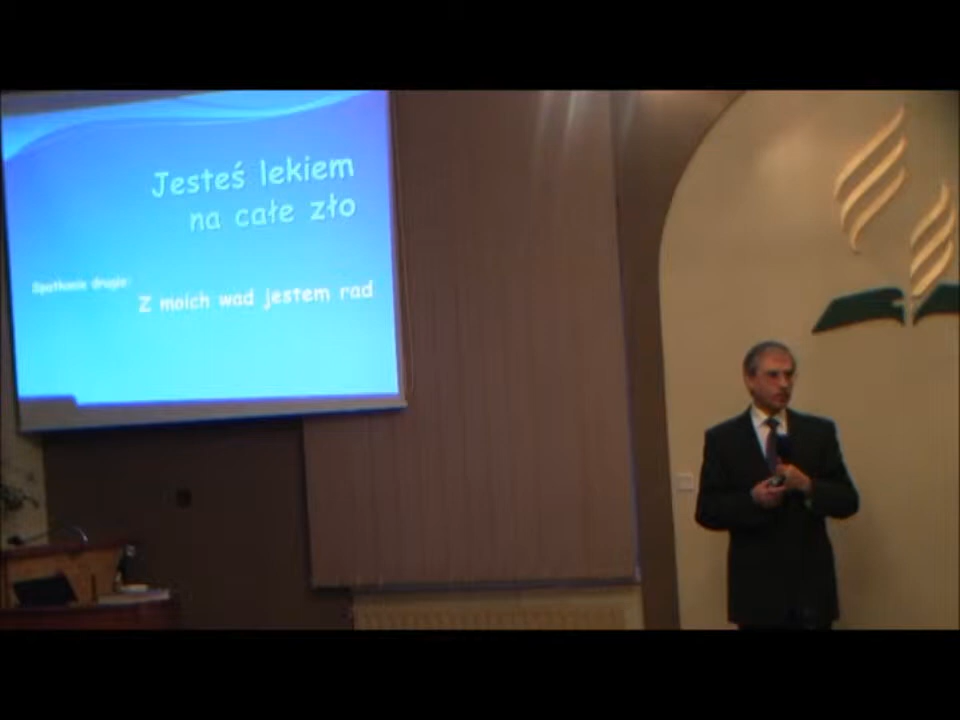 Jesteś lekiem
na całe zło
Spotkanie drugie:
Z moich wad jestem rad